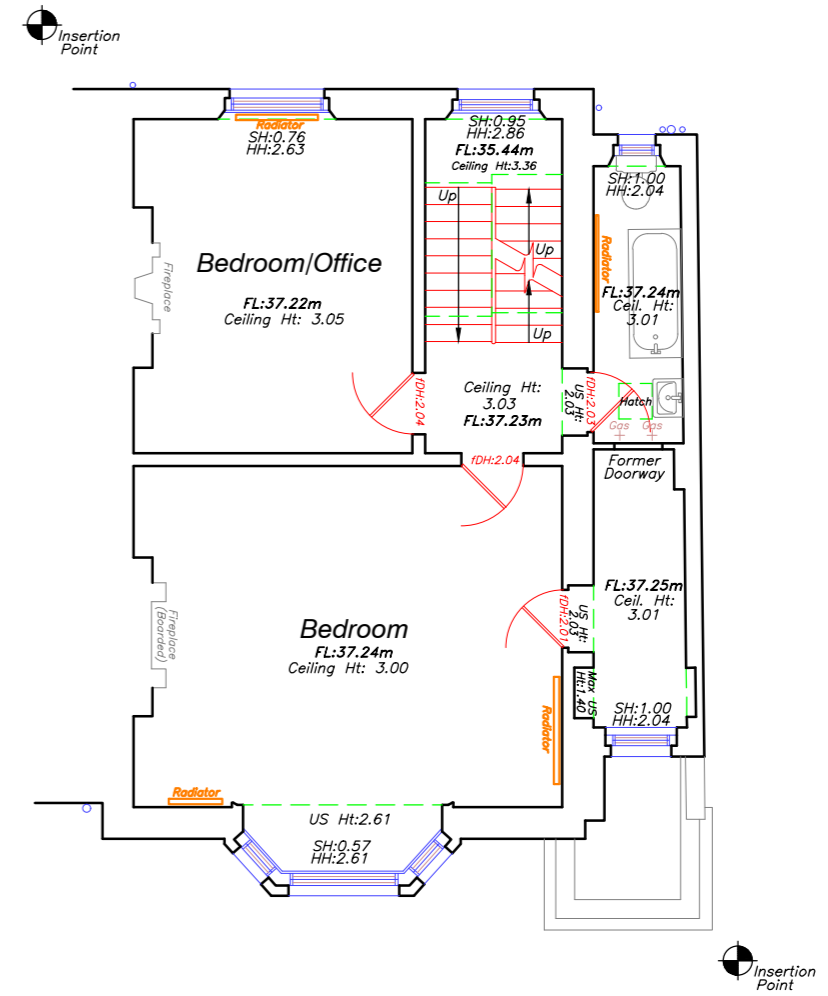 Insertion
Point
Radiator
SH:0.76
HH:2.63
SH:0.95
HH:2.86
FL:35.44m
Ceiling Ht:3.36
SH:1.00
HH:2.04
Up
Up
Up
Bedroom/Office
FL:37.22m
Ceiling Ht: 3.05
Fireplace
Radiator
FL:37.24m
Ceil. Ht:
3.01
fDH:2.04
Ceiling Ht:
3.03
FL:37.23m
US Ht:
2.03
fDH:2.03
Hatch
Gas Gas
fDH:2.04
Former
Doorway
FL:37.25m
Ceil. Ht:
3.01
Fireplace
(Boarded)
Bedroom
FL:37.24m
Ceiling Ht: 3.00
fDH:2.01
US Ht:
2.03
Max US
Ht:1.40
SH:1.00
HH:2.04
Radiator
Radiator
US Ht:2.61
SH:0.57
HH:2.61
Insertion
Point